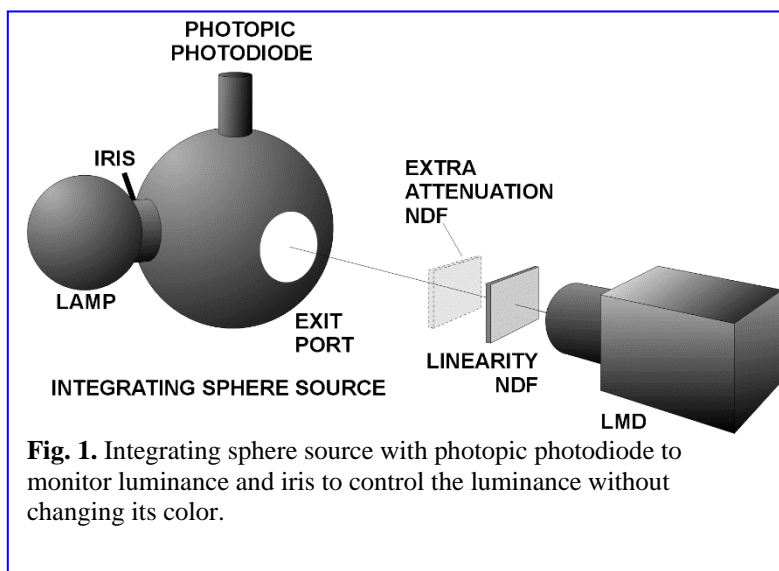 PHOTOPIC
PHOTODIODE
IRIS
EXTRA
ATTENUATION
NDF
LAMP
EXIT
PORT
LINEARITY
NDF
INTEGRATING SPHERE SOURCE
LMD
Fig. 1. Integrating sphere source with photopic photodiode to
monitor luminance and iris to control the luminance without
changing its color.